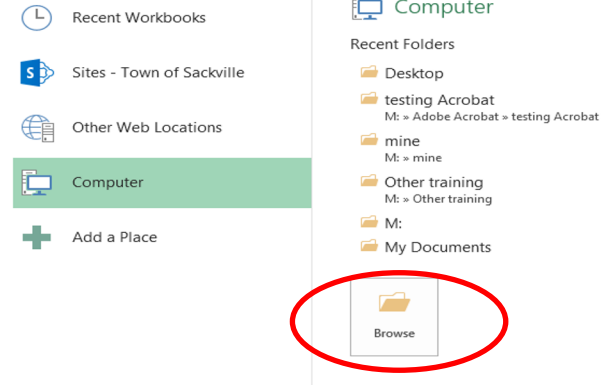 Recent Workbooks
S
Sites - Town of Sackville
Other Web Locations
Computer
Add a Place
Computer
Recent Folders
Desktop
testing Acrobat
M: » Adobe Acrobat » testing Acrobat
mine
M: » mine
Other training
M: » Other training
M:
My Documents
Browse